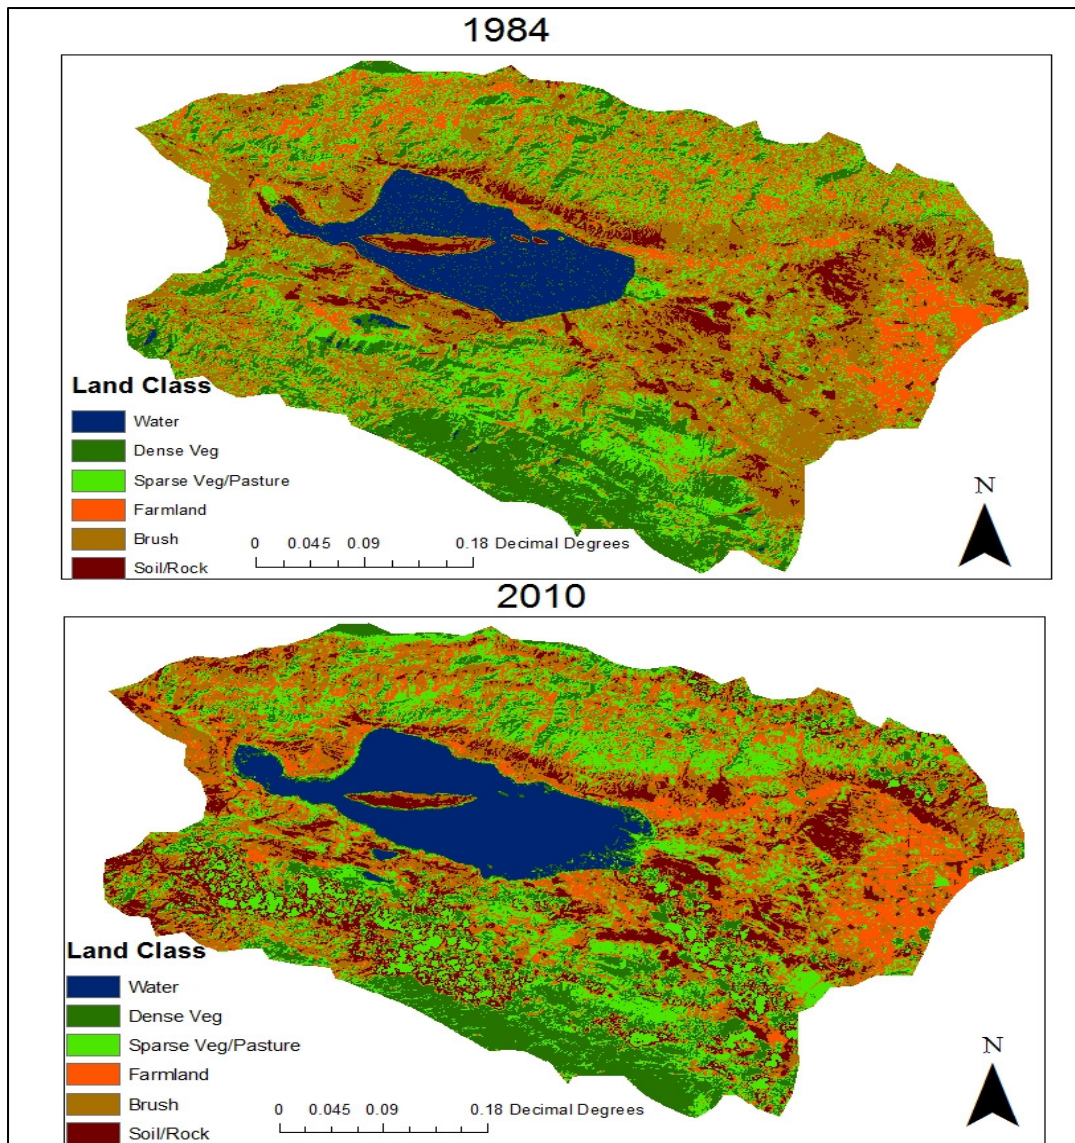 1984
Land Class
Water
Dense Veg
Sparse Veg/Pasture
Farmland
Brush
Soil/Rock
0 0.045 0.09 0.18 Decimal Degrees
N
2010
Land Class
Water
Dense Veg
Sparse Veg/Pasture
Farmland
Brush
Soil/Rock
0 0.045 0.09 0.18 Decimal Degrees
N